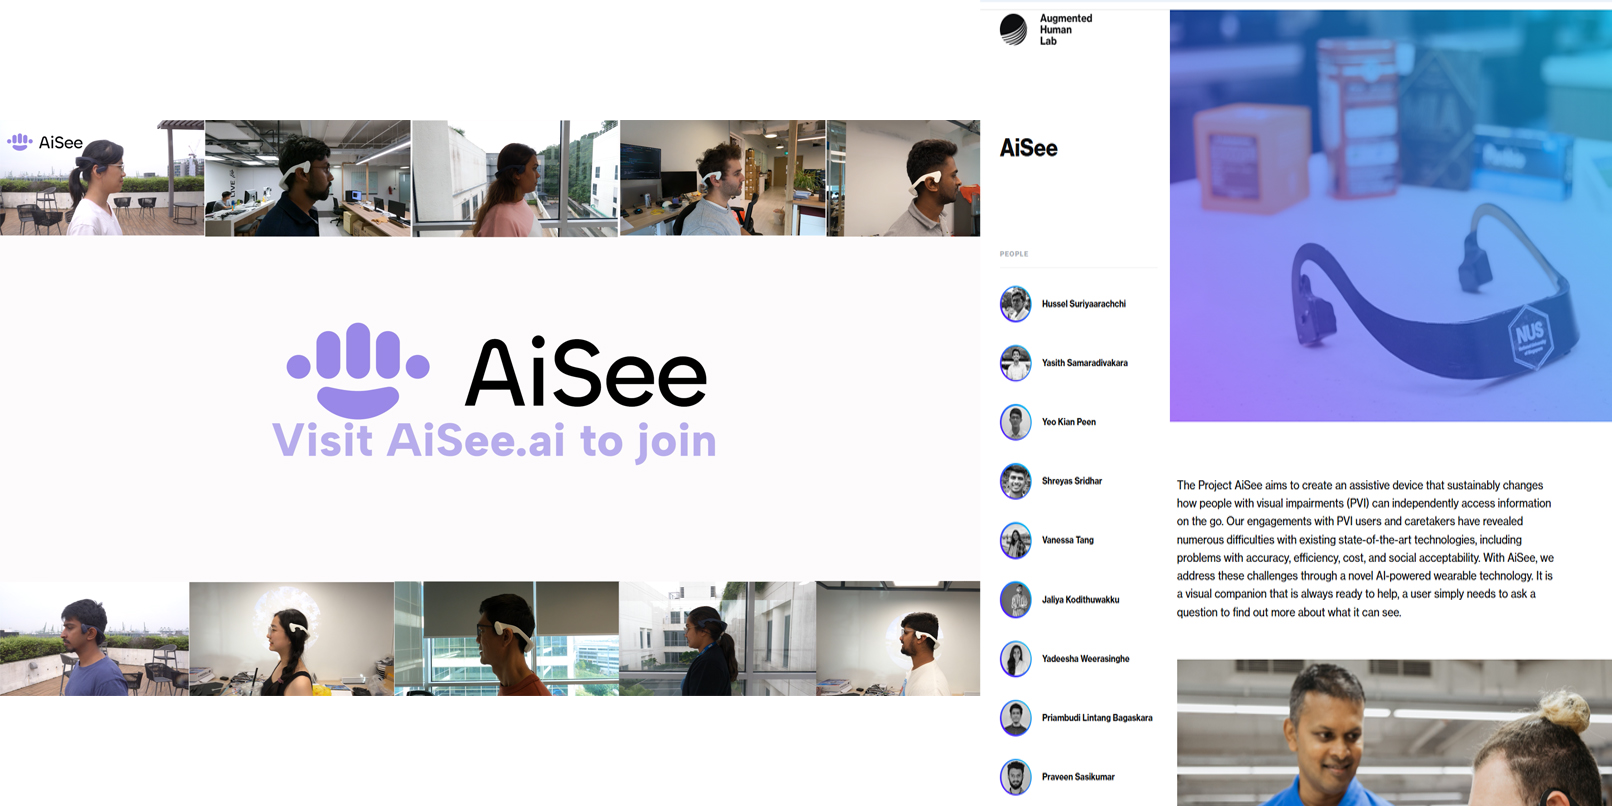 AiSee
AiSee
Visit AiSee.ai to join
Augmented
Human
Lab
AiSee
PEOPLE
Hussel Suriyaarachchi
Yasith Samaradivakara
Yeo Kian Peen
Shreyas Sridhar
Vanessa Tang
Jaliya Kodithuwakku
Yadeesha Weerasinghe
Priambudi Lintang Bagaskara
Praveen Sasikumar
NUS
The Project AiSee aims to create an assistive device that sustainably changes
how people with visual impairments (PVI) can independently access information
on the go. Our engagements with PVI users and caretakers have revealed
numerous difficulties with existing state-of-the-art technologies, including
problems with accuracy, efficiency, cost, and social acceptability. With AiSee, we
address these challenges through a novel AI-powered wearable technology. It is
a visual companion that is always ready to help, a user simply needs to ask a
question to find out more about what it can see.